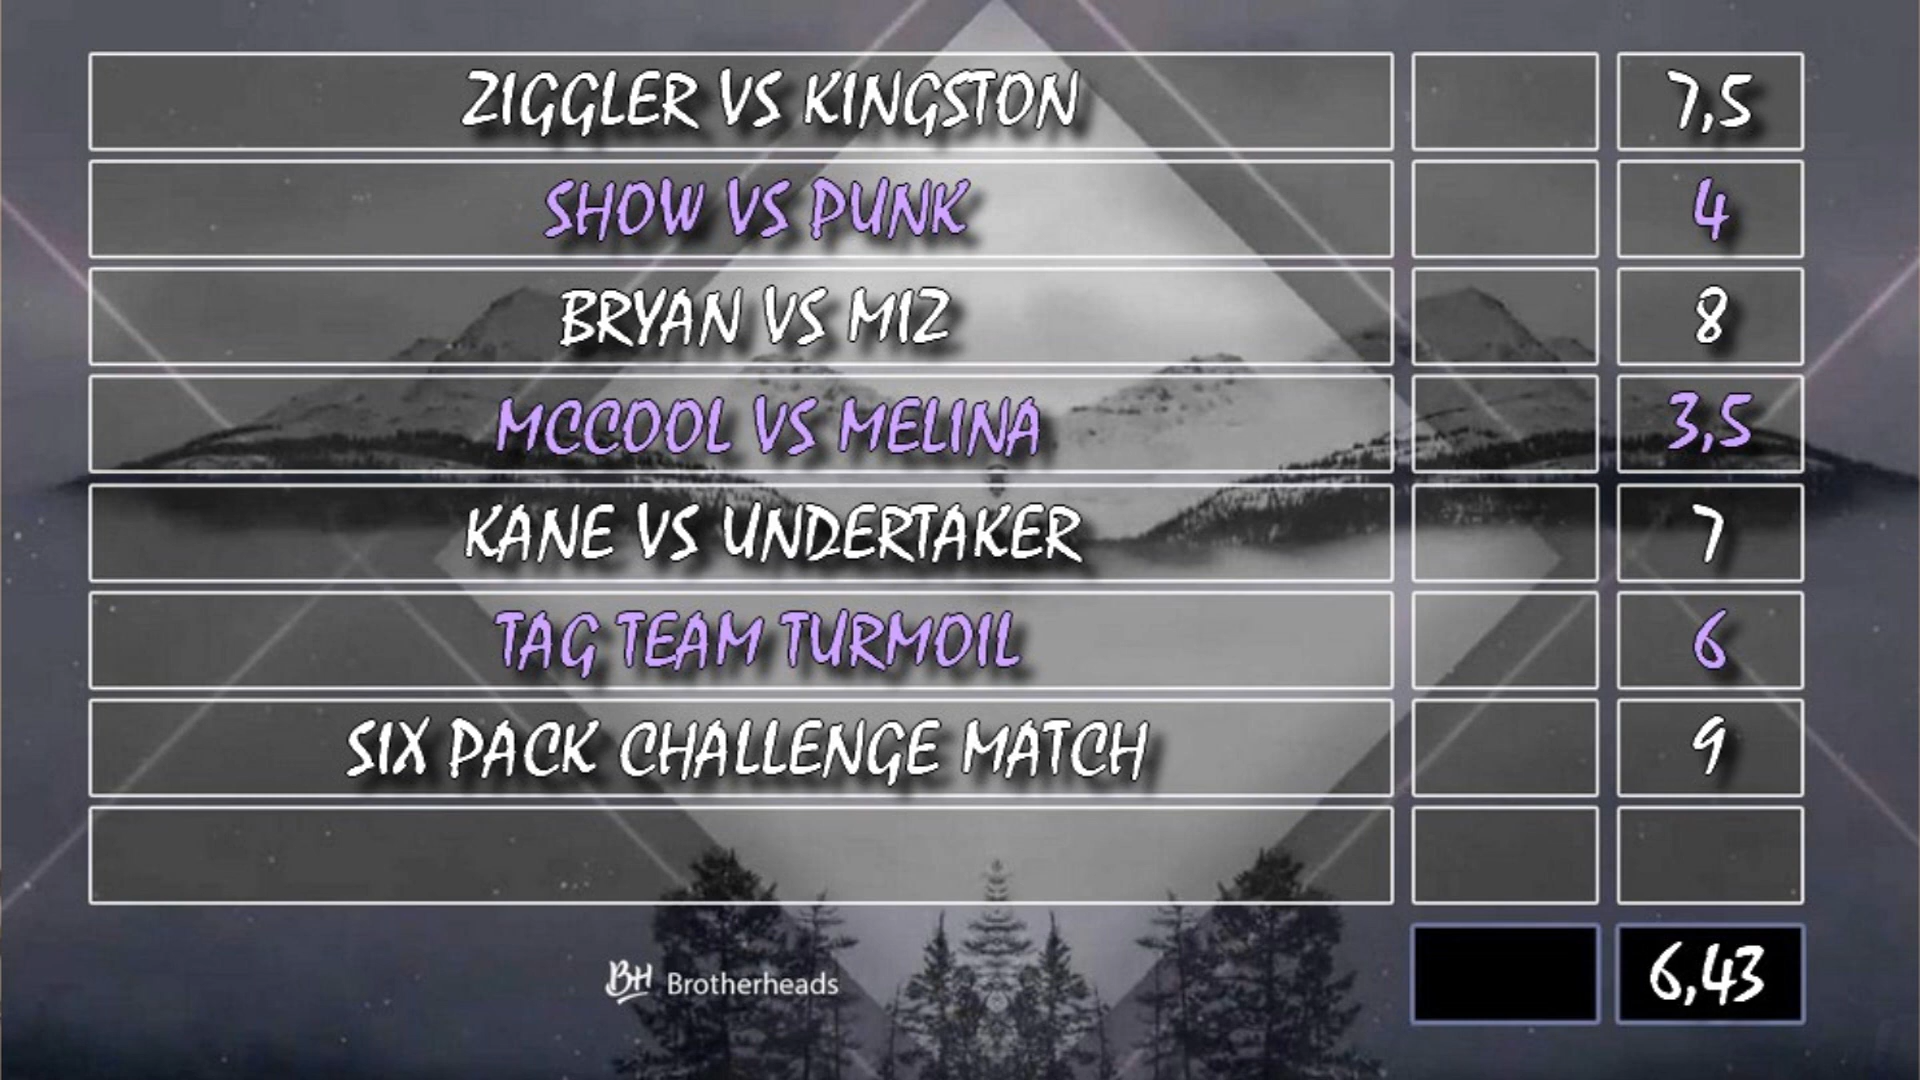 ZIGGLER VS KINGSTON 7,5
SHOW VS PUNK 4
BRYAN VS MIZ 8
MCCOOL VS MELINA 3,5
KANE VS UNDERTAKER 7
TAG TEAM TURMOIL 6
SIX PACK CHALLENGE MATCH 9
BH Brotherheads 6,43